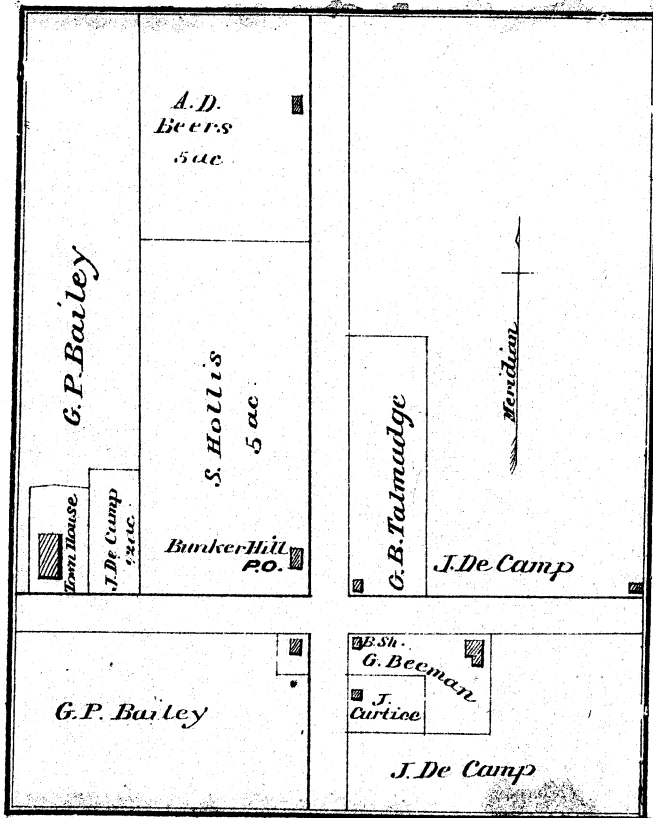 A.D.
Beers
5 ac
G.P. Bailey
S. Hollis
5 ac.
Meridian
G.B. Talmadge
Town House
J. De Camp
Bunker Hill
P.O.
J. De Camp
B. Sh.
G. Beeman
J.
Curtice
G.P. Bailey
J. De Camp